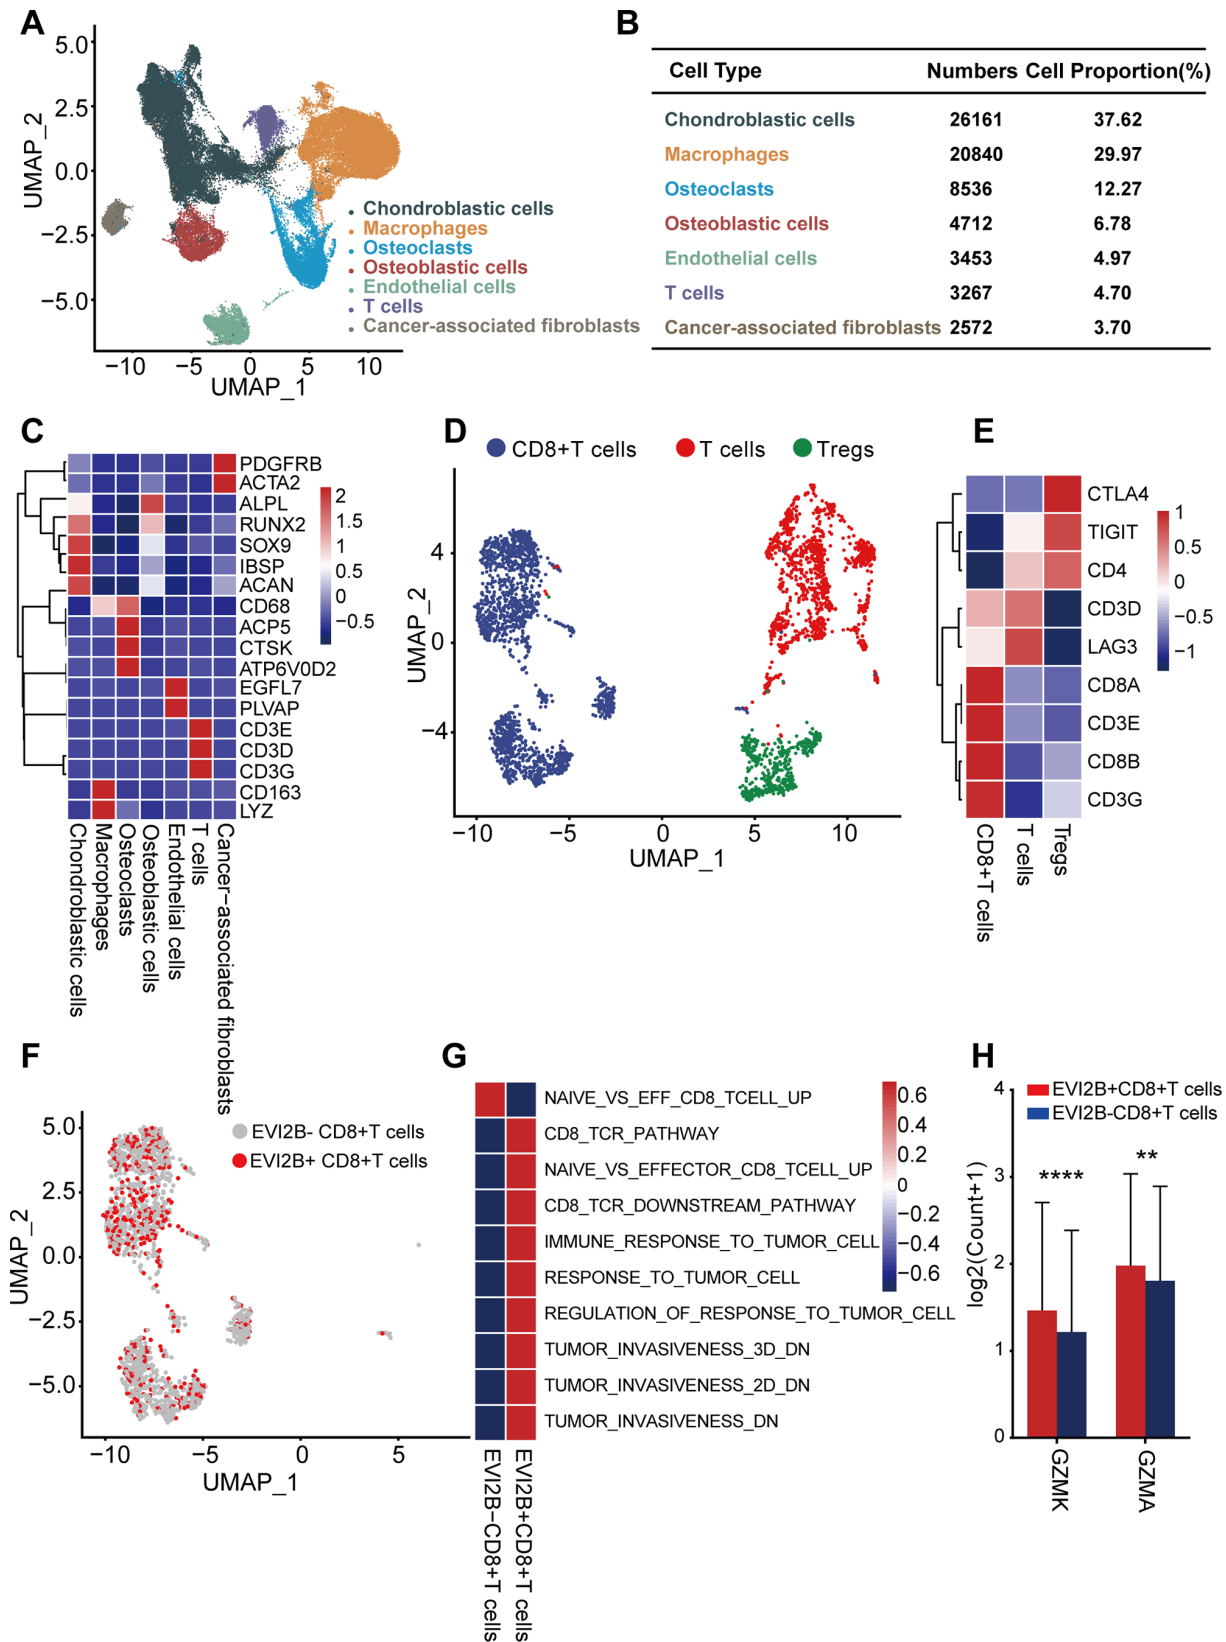 A
5.0
2.5
0.0
−2.5
−5.0
UMAP_2
−10 −5 0 5 10
UMAP_1
Chondroblastic cells
Macrophages
Osteoclasts
Osteoblastic cells
Endothelial cells
T cells
Cancer-associated fibroblasts
B
Cell Type Numbers Cell Proportion(%)
Chondroblastic cells 26161 37.62
Macrophages 20840 29.97
Osteoclasts 8536 12.27
Osteoblastic cells 4712 6.78
Endothelial cells 3453 4.97
T cells 3267 4.70
Cancer-associated fibroblasts 2572 3.70
C
PDGFRB
ACTA2
ALPL
RUNX2
SOX9
IBSP
ACAN
CD68
ACP5
CTSK
ATP6V0D2
EGFL7
PLVAP
CD3E
CD3D
CD3G
CD163
LYZ
2
1.5
1
0.5
0
−0.5
Chondroblastic cells
Macrophages
Osteoclasts
Osteoblastic cells
Endothelial cells
T cells
Cancer−associated fibroblasts
D
CD8+T cells T cells Tregs
4
0
−4
UMAP_2
−10 −5 0 5 10
UMAP_1
E
CTLA4
TIGIT
CD4
CD3D
LAG3
CD8A
CD3E
CD8B
CD3G
1
0.5
0
−0.5
−1
CD8+T cells
T cells
Tregs
F
EVI2B- CD8+T cells
EVI2B+ CD8+T cells
5.0
2.5
0.0
−2.5
−5.0
UMAP_2
−10 −5 0 5
UMAP_1
G
NAIVE_VS_EFF_CD8_TCELL_UP
CD8_TCR_PATHWAY
NAIVE_VS_EFFECTOR_CD8_TCELL_UP
CD8_TCR_DOWNSTREAM_PATHWAY
IMMUNE_RESPONSE_TO_TUMOR_CELL
RESPONSE_TO_TUMOR_CELL
REGULATION_OF_RESPONSE_TO_TUMOR_CELL
TUMOR_INVASIVENESS_3D_DN
TUMOR_INVASIVENESS_2D_DN
TUMOR_INVASIVENESS_DN
0.6
0.4
0.2
0
−0.2
−0.4
−0.6
EVI2B−CD8+T cells
EVI2B+CD8+T cells
H
EVI2B+CD8+T cells
EVI2B-CD8+T cells
4
3
2
1
0
log2(Count+1)
**** **
GZMK
GZMA